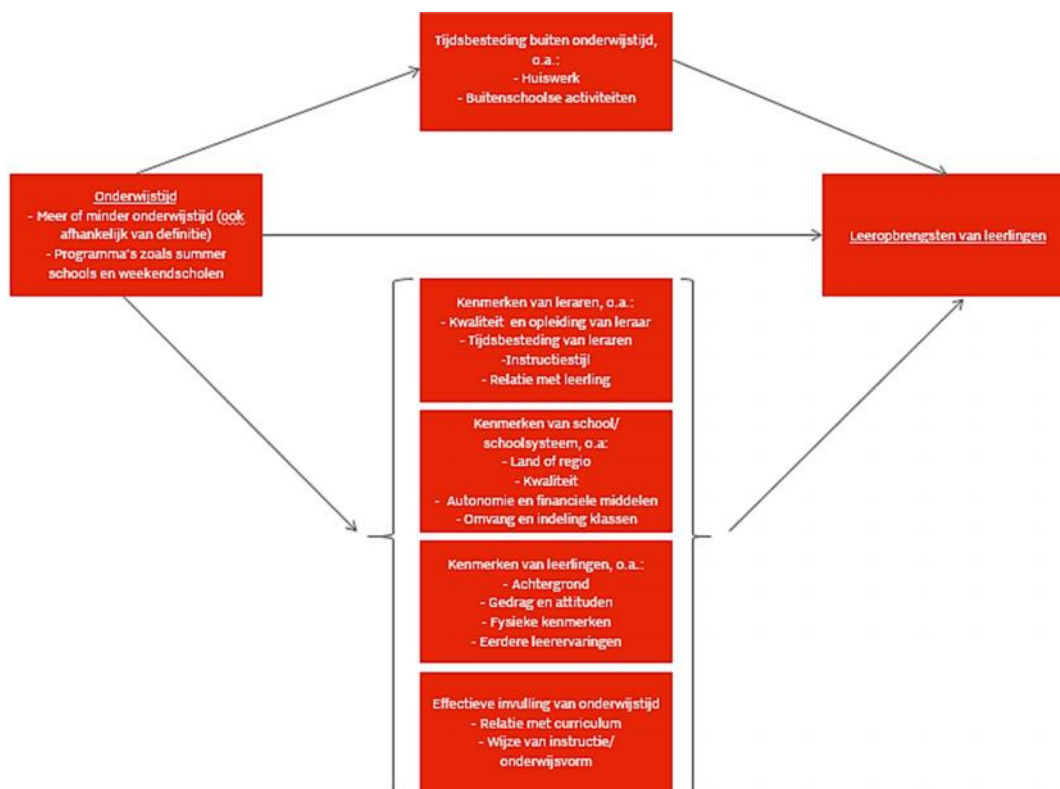 Tijdsbesteding buiten onderwijstijd,
o.a.:
- Huiswerk
- Buitenschoolse activiteiten
Onderwijstijd
- Meer of minder onderwijstijd (ook
afhankelijk van definitie)
- Programma's zoals summer
schools en weekendscholen
Leeropbrengsten van leerlingen
Kenmerken van leraren, o.a.:
- Kwaliteit en opleiding van leraar
- Tijdsbesteding van leraren
-Instructiestijl
- Relatie met leerling
Kenmerken van school/
schoolsysteem, o.a:
- Land of regio
- Kwaliteit
- Autonomie en financiele middelen
- Omvang en indeling klassen
Kenmerken van leerlingen, o.a.:
- Achtergrond
- Gedrag en attituden
- Fysieke kenmerken
- Eerdere leerervaringen
Effectieve invulling van onderwijstijd
- Relatie met curriculum
- Wijze van instructie/
onderwijsvorm